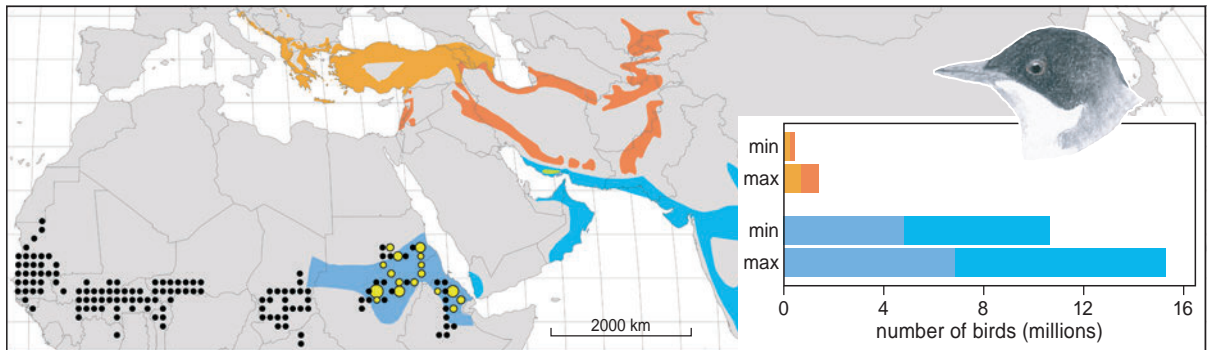 min
max
min
max
0 4 8 12 16
number of birds (millions)
2000 km